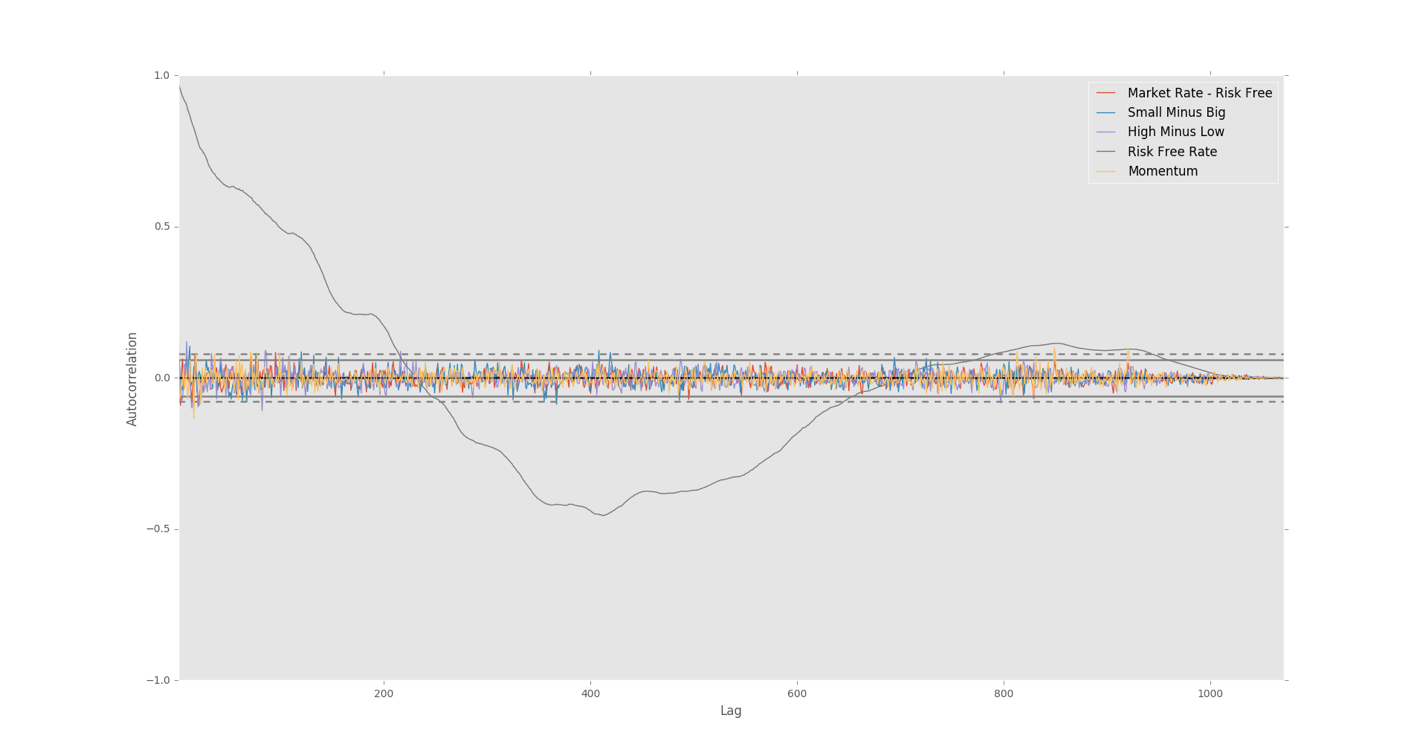 1.0
0.5
0.0
−0.5
−1.0
Autocorrelation
Market Rate - Risk Free
Small Minus Big
High Minus Low
Risk Free Rate
Momentum
200
400
600
800
1000
Lag